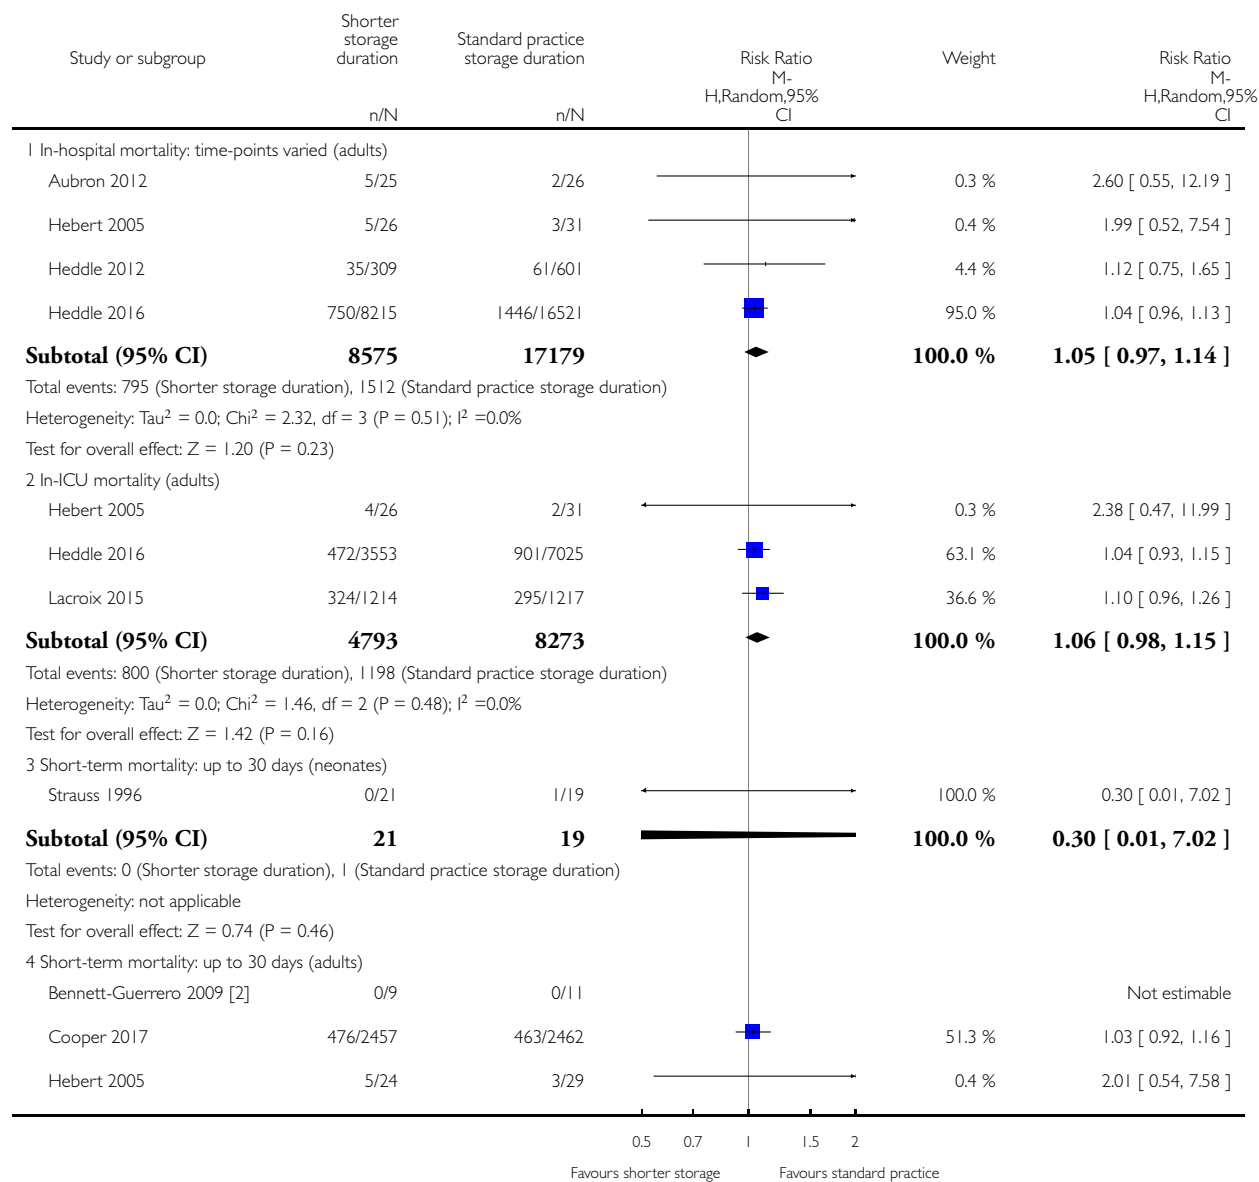 Study or subgroup Shorter storage duration Standard practice storage duration Risk Ratio Weight Risk Ratio
n/N n/N M-H,Random,95% CI M-H,Random,95% CI
1 In-hospital mortality: time-points varied (adults)
Aubron 2012 5/25 2/26 0.3 % 2.60 [ 0.55, 12.19 ]
Hebert 2005 5/26 3/31 0.4 % 1.99 [ 0.52, 7.54 ]
Heddle 2012 35/309 61/601 4.4 % 1.12 [ 0.75, 1.65 ]
Heddle 2016 750/8215 1446/16521 95.0 % 1.04 [ 0.96, 1.13 ]
Subtotal (95% CI) 8575 17179 100.0 % 1.05 [ 0.97, 1.14 ]
Total events: 795 (Shorter storage duration), 1512 (Standard practice storage duration)
Heterogeneity: Tau² = 0.0; Chi² = 2.32, df = 3 (P = 0.51); I² =0.0%
Test for overall effect: Z = 1.20 (P = 0.23)
2 In-ICU mortality (adults)
Hebert 2005 4/26 2/31 0.3 % 2.38 [ 0.47, 11.99 ]
Heddle 2016 472/3553 901/7025 63.1 % 1.04 [ 0.93, 1.15 ]
Lacroix 2015 324/1214 295/1217 36.6 % 1.10 [ 0.96, 1.26 ]
Subtotal (95% CI) 4793 8273 100.0 % 1.06 [ 0.98, 1.15 ]
Total events: 800 (Shorter storage duration), 1198 (Standard practice storage duration)
Heterogeneity: Tau² = 0.0; Chi² = 1.46, df = 2 (P = 0.48); I² =0.0%
Test for overall effect: Z = 1.42 (P = 0.16)
3 Short-term mortality: up to 30 days (neonates)
Strauss 1996 0/21 1/19 100.0 % 0.30 [ 0.01, 7.02 ]
Subtotal (95% CI) 21 19 100.0 % 0.30 [ 0.01, 7.02 ]
Total events: 0 (Shorter storage duration), 1 (Standard practice storage duration)
Heterogeneity: not applicable
Test for overall effect: Z = 0.74 (P = 0.46)
4 Short-term mortality: up to 30 days (adults)
Bennett-Guerrero 2009 [2] 0/9 0/11 Not estimable
Cooper 2017 476/2457 463/2462 51.3 % 1.03 [ 0.92, 1.16 ]
Hebert 2005 5/24 3/29 0.4 % 2.01 [ 0.54, 7.58 ]
0.5 0.7 1 1.5 2
Favours shorter storage Favours standard practice